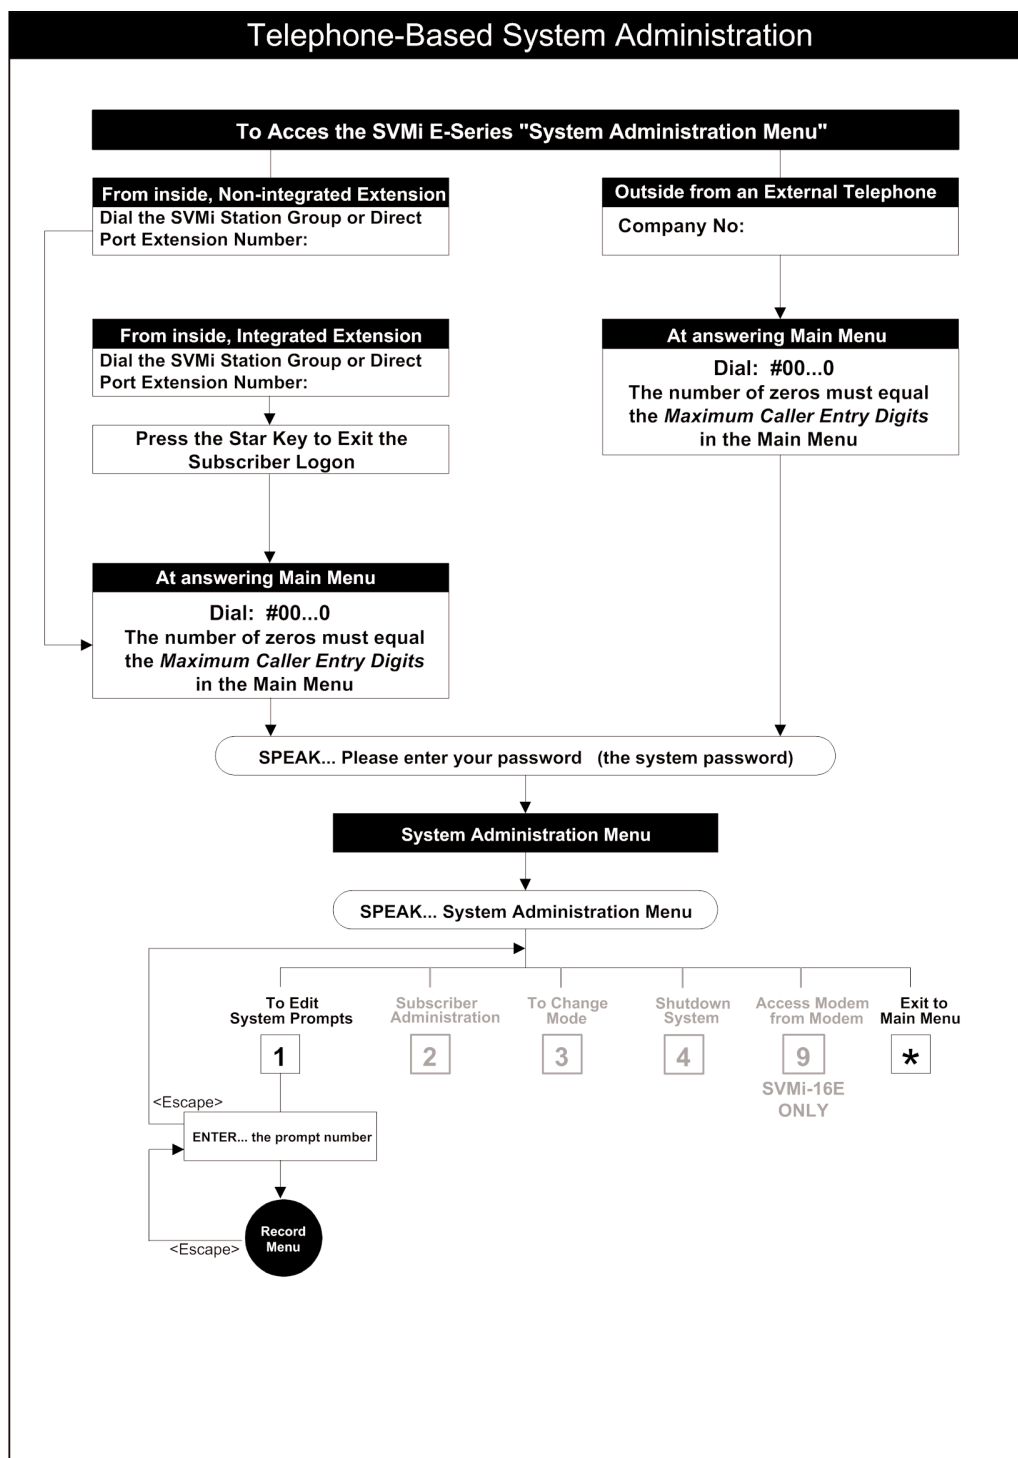 Telephone-Based System Administration
To Acces the SVMi E-Series "System Administration Menu"
From inside, Non-integrated Extension
Dial the SVMi Station Group or Direct
Port Extension Number:
Outside from an External Telephone
Company No:
From inside, Integrated Extension
Dial the SVMi Station Group or Direct
Port Extension Number:
Press the Star Key to Exit the
Subscriber Logon
At answering Main Menu
Dial: #00...0
The number of zeros must equal
the Maximum Caller Entry Digits
in the Main Menu
At answering Main Menu
Dial: #00...0
The number of zeros must equal
the Maximum Caller Entry Digits
in the Main Menu
SPEAK... Please enter your password (the system password)
System Administration Menu
SPEAK... System Administration Menu
To Edit
System Prompts
1
Subscriber
Administration
2
To Change
Mode
3
Shutdown
System
4
Access Modem
from Modem
9
SVMi-16E
ONLY
Exit to
Main Menu
*
<Escape>
ENTER... the prompt number
Record
Menu
<Escape>